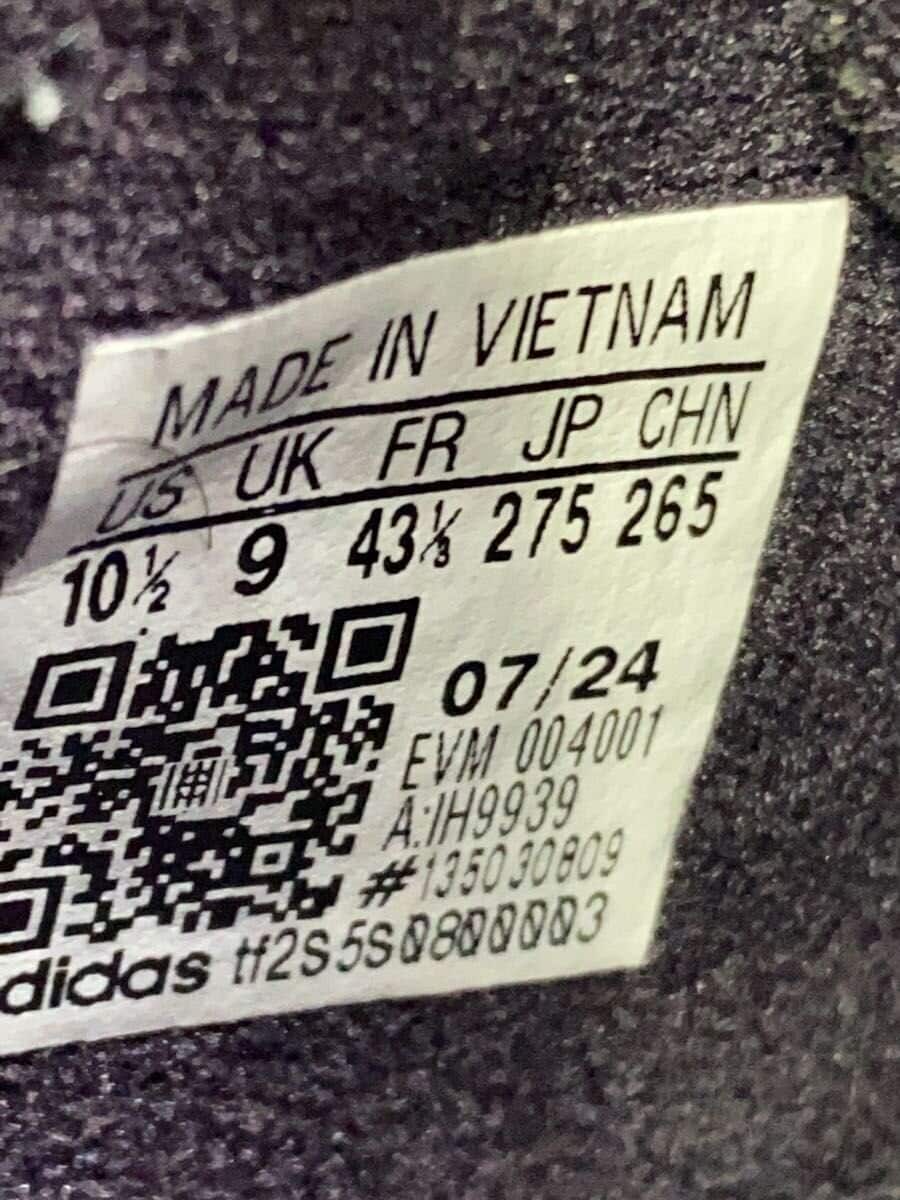 MADE IN VIETNAM
US UK FR JP CHN
10½ 9 43⅓ 275 265
07/24
EVM 004001
A:IH9939
#135030809
didas tf2S5S0800003